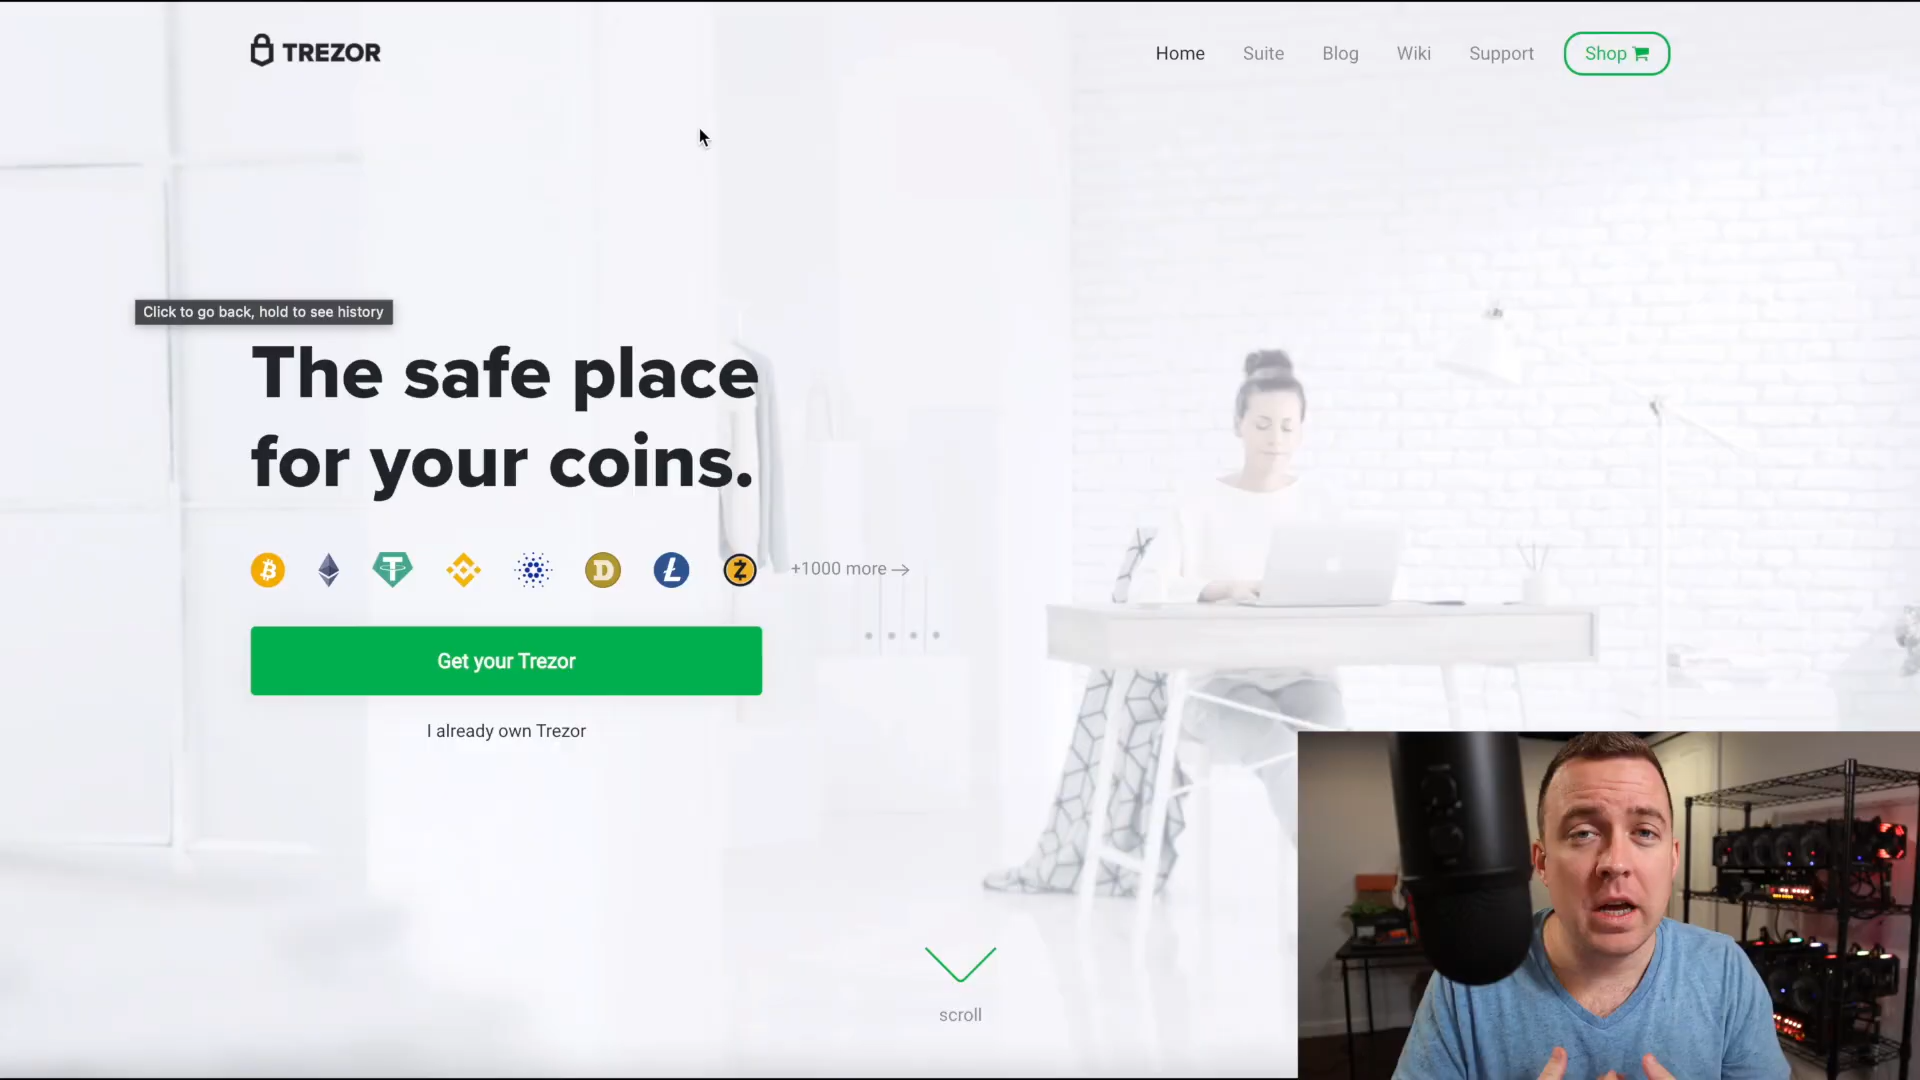 TREZOR
Home Suite Blog Wiki Support Shop
Click to go back, hold to see history
The safe place
for your coins.
+1000 more →
Get your Trezor
I already own Trezor
scroll